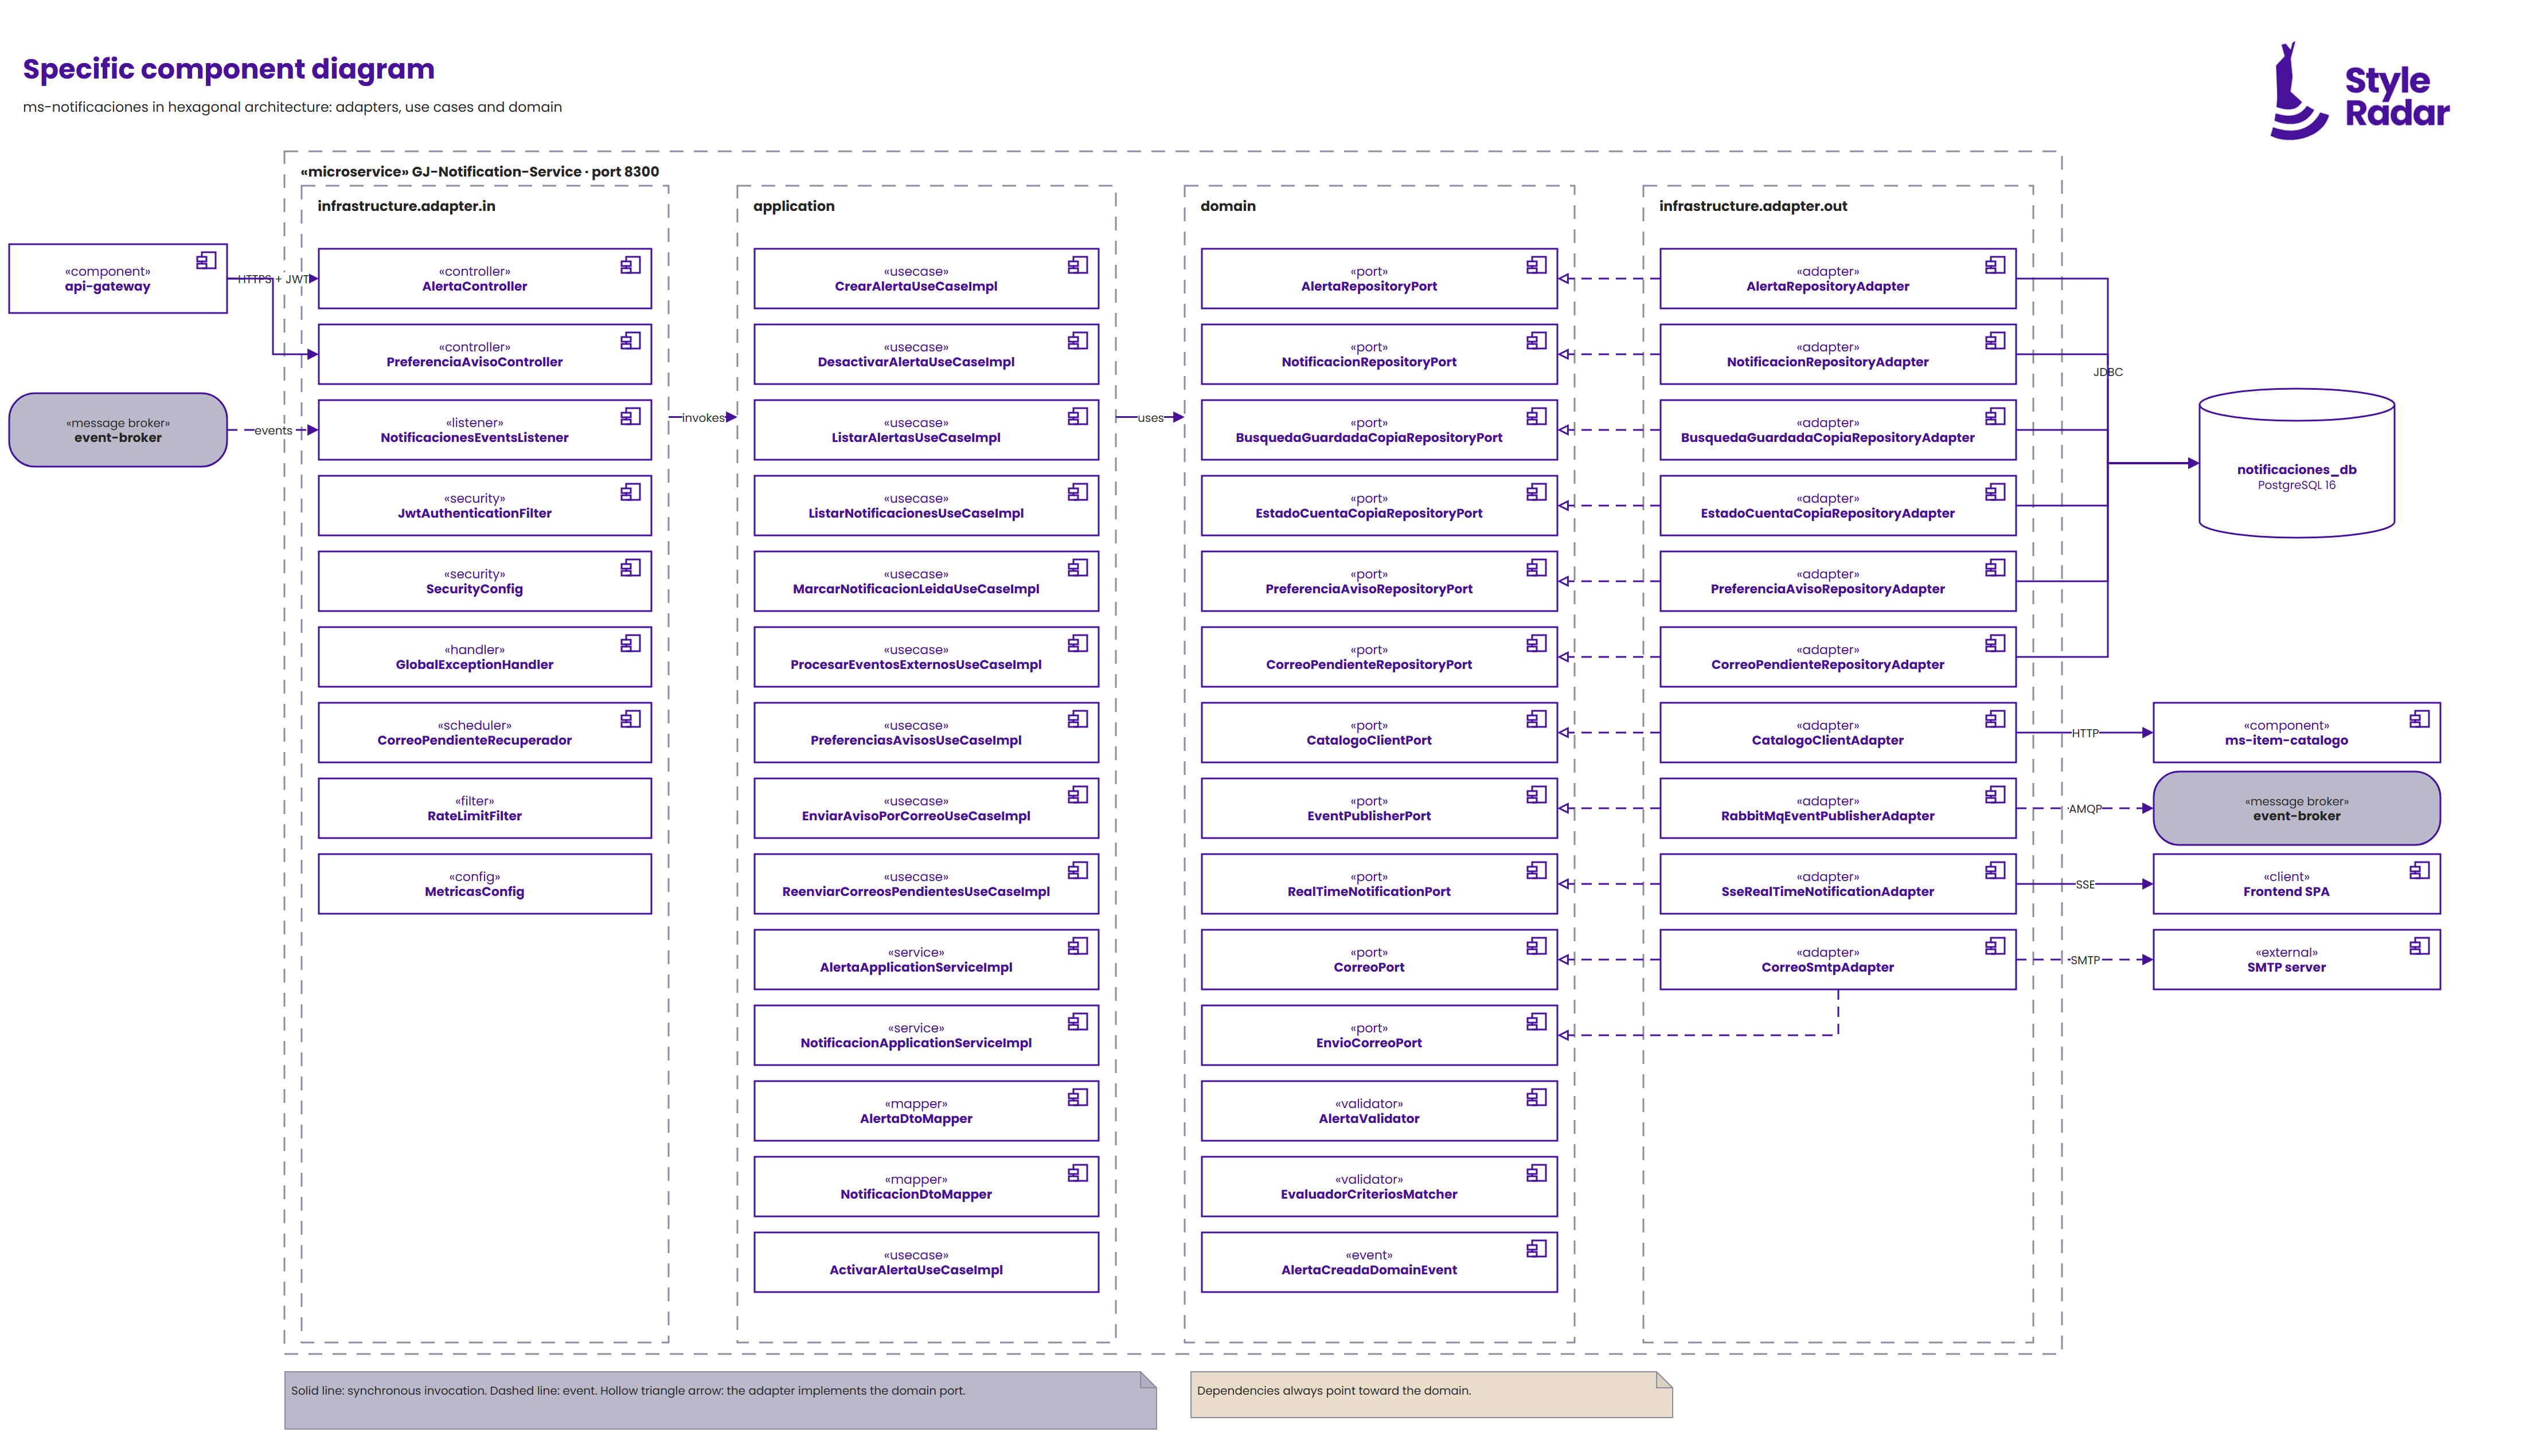 Specific component diagram
ms-notificaciones in hexagonal architecture: adapters, use cases and domain
Style
Radar
«microservice» GJ-Notification-Service · port 8300
infrastructure.adapter.in
application
domain
infrastructure.adapter.out
«component»
api-gateway
HTTPS + JWT
«message broker»
event-broker
events
«controller»
AlertaController
«controller»
PreferenciaAvisoController
«listener»
NotificacionesEventsListener
«security»
JwtAuthenticationFilter
«security»
SecurityConfig
«handler»
GlobalExceptionHandler
«scheduler»
CorreoPendienteRecuperador
«filter»
RateLimitFilter
«config»
MetricasConfig
invokes
«usecase»
CrearAlertaUseCaseImpl
«usecase»
DesactivarAlertaUseCaseImpl
«usecase»
ListarAlertasUseCaseImpl
«usecase»
ListarNotificacionesUseCaseImpl
«usecase»
MarcarNotificacionLeidaUseCaseImpl
«usecase»
ProcesarEventosExternosUseCaseImpl
«usecase»
PreferenciasAvisosUseCaseImpl
«usecase»
EnviarAvisoPorCorreoUseCaseImpl
«usecase»
ReenviarCorreosPendientesUseCaseImpl
«service»
AlertaApplicationServiceImpl
«service»
NotificacionApplicationServiceImpl
«mapper»
AlertaDtoMapper
«mapper»
NotificacionDtoMapper
«usecase»
ActivarAlertaUseCaseImpl
uses
«port»
AlertaRepositoryPort
«port»
NotificacionRepositoryPort
«port»
BusquedaGuardadaCopiaRepositoryPort
«port»
EstadoCuentaCopiaRepositoryPort
«port»
PreferenciaAvisoRepositoryPort
«port»
CorreoPendienteRepositoryPort
«port»
CatalogoClientPort
«port»
EventPublisherPort
«port»
RealTimeNotificationPort
«port»
CorreoPort
«port»
EnvioCorreoPort
«validator»
AlertaValidator
«validator»
EvaluadorCriteriosMatcher
«event»
AlertaCreadaDomainEvent
«adapter»
AlertaRepositoryAdapter
«adapter»
NotificacionRepositoryAdapter
«adapter»
BusquedaGuardadaCopiaRepositoryAdapter
«adapter»
EstadoCuentaCopiaRepositoryAdapter
«adapter»
PreferenciaAvisoRepositoryAdapter
«adapter»
CorreoPendienteRepositoryAdapter
«adapter»
CatalogoClientAdapter
«adapter»
RabbitMqEventPublisherAdapter
«adapter»
SseRealTimeNotificationAdapter
«adapter»
CorreoSmtpAdapter
JDBC
notificaciones_db
PostgreSQL 16
HTTP
«component»
ms-item-catalogo
AMQP
«message broker»
event-broker
SSE
«client»
Frontend SPA
SMTP
«external»
SMTP server
Solid line: synchronous invocation. Dashed line: event. Hollow triangle arrow: the adapter implements the domain port.
Dependencies always point toward the domain.